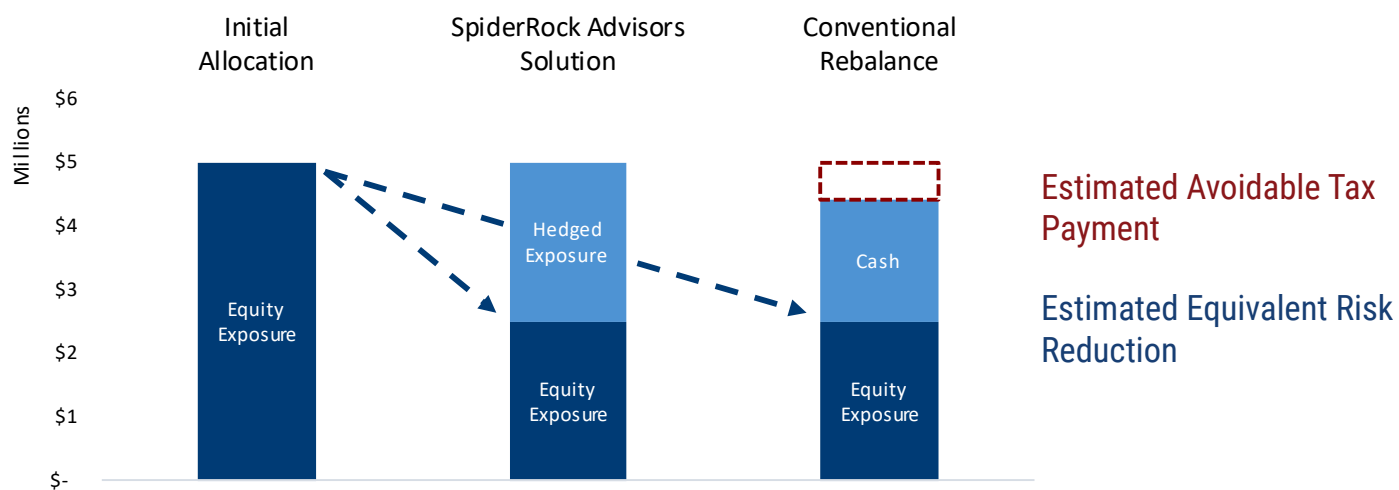 Initial
Allocation
SpiderRock Advisors
Solution
Conventional
Rebalance
Millions
$6
$5
$4
$3
$2
$1
$-
Equity
Exposure
Hedged
Exposure
Equity
Exposure
Cash
Equity
Exposure
Estimated Avoidable Tax
Payment
Estimated Equivalent Risk
Reduction